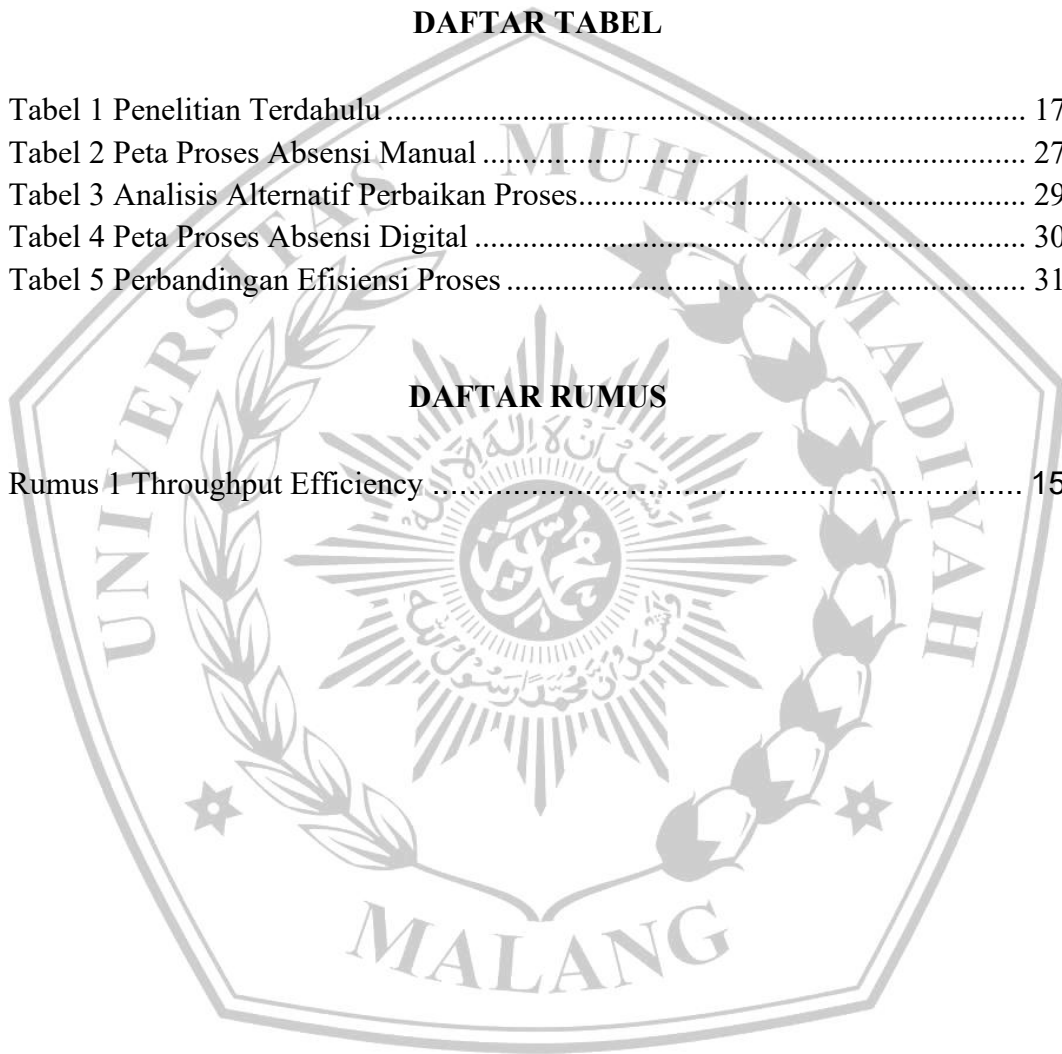 DAFTAR TABEL
Tabel 1 Penelitian Terdahulu ................................................................................ 17
Tabel 2 Peta Proses Absensi Manual .................................................................... 27
Tabel 3 Analisis Alternatif Perbaikan Proses........................................................ 29
Tabel 4 Peta Proses Absensi Digital ..................................................................... 30
Tabel 5 Perbandingan Efisiensi Proses ................................................................. 31
DAFTAR RUMUS
Rumus 1 Throughput Efficiency ............................................................... 15
UNIVERSITAS MUHAMMADIYAH
MALANG